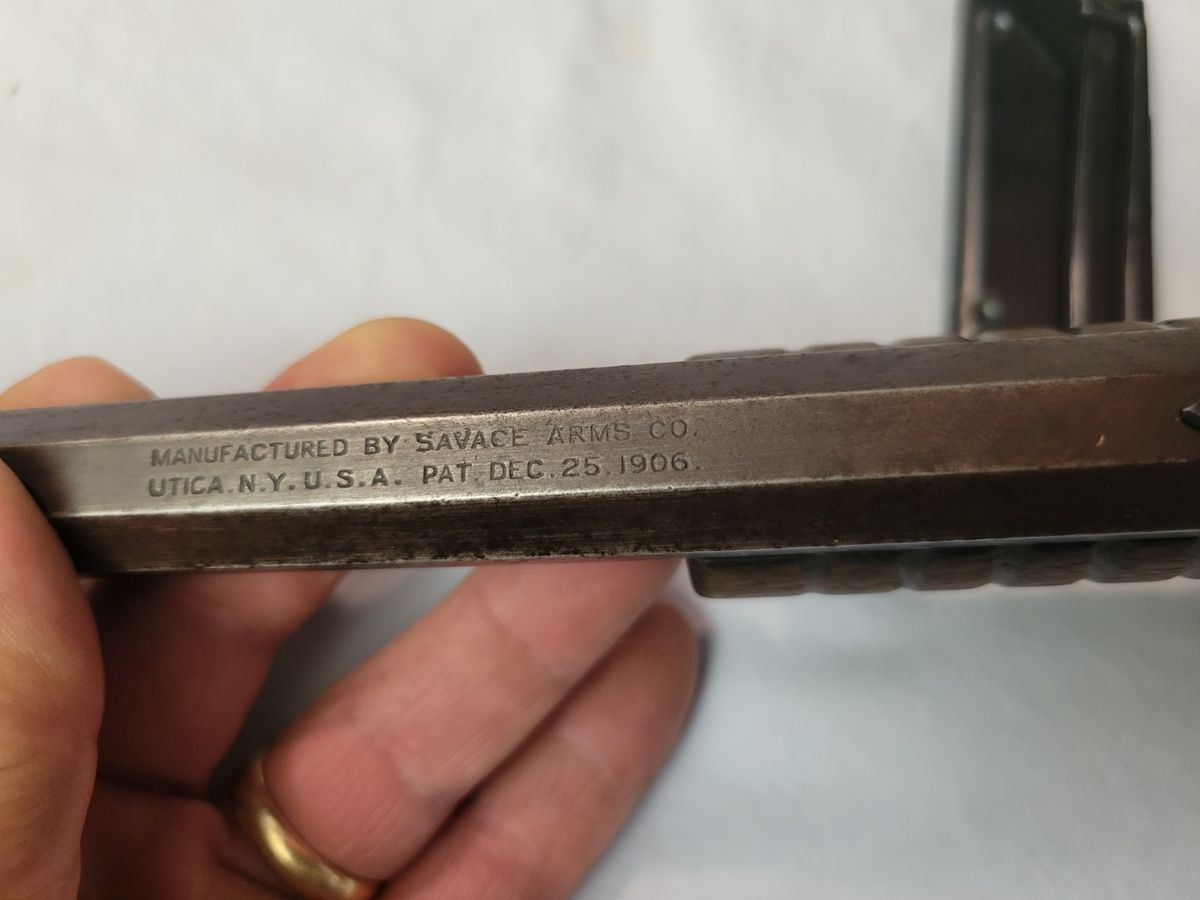 MANUFACTURED BY SAVAGE ARMS CO.
UTICA.N.Y.U.S.A. PAT.DEC.25.1906.